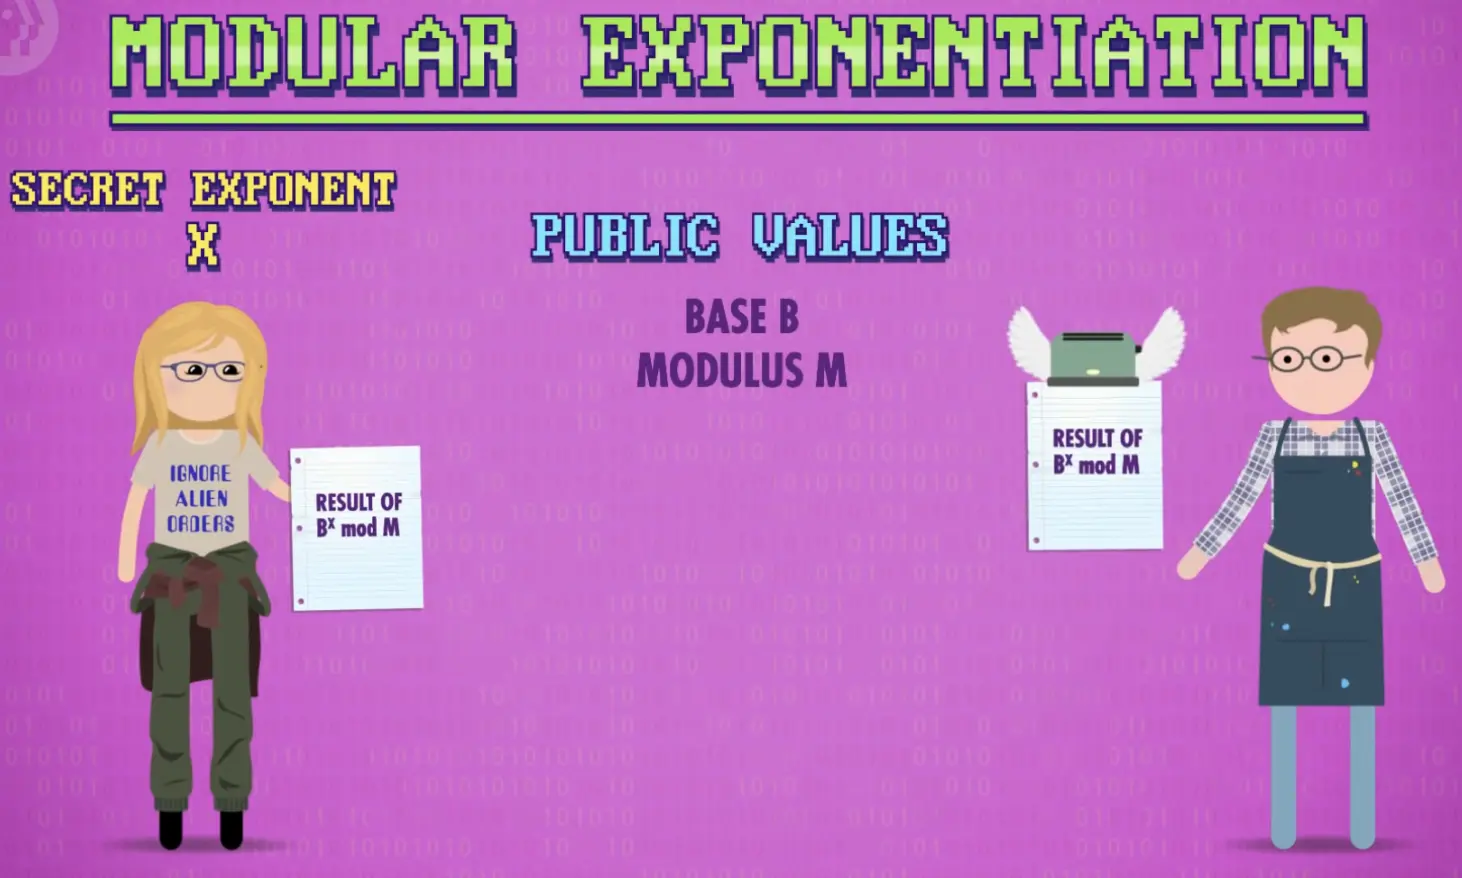 MODULAR EXPONENTIATION
SECRET EXPONENT
X
PUBLIC VALUES
BASE B
MODULUS M
IGNORE
ALIEN
ORDERS
RESULT OF
Bˣ mod M
RESULT OF
Bˣ mod M